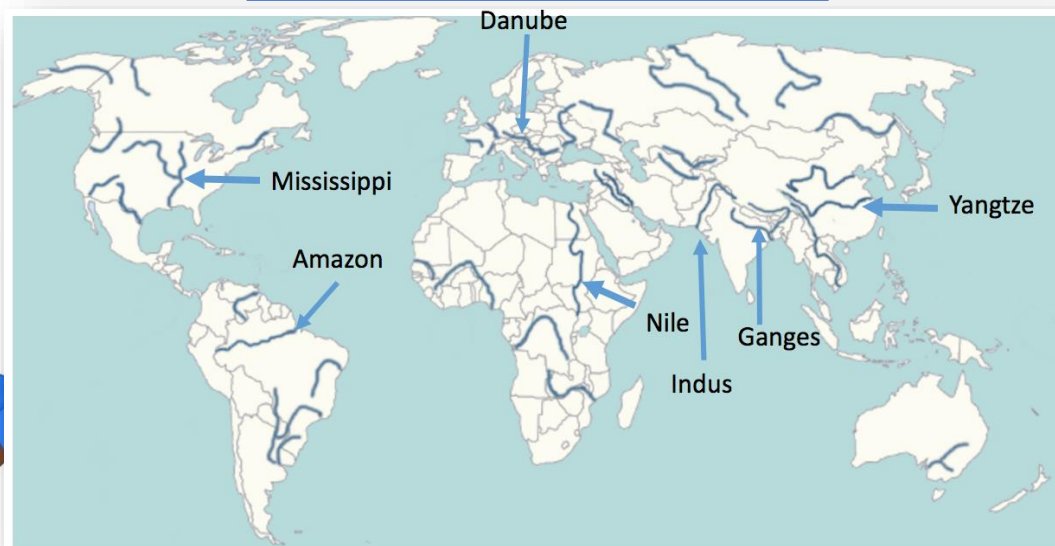 Danube
Mississippi
Yangtze
Amazon
Nile
Ganges
Indus